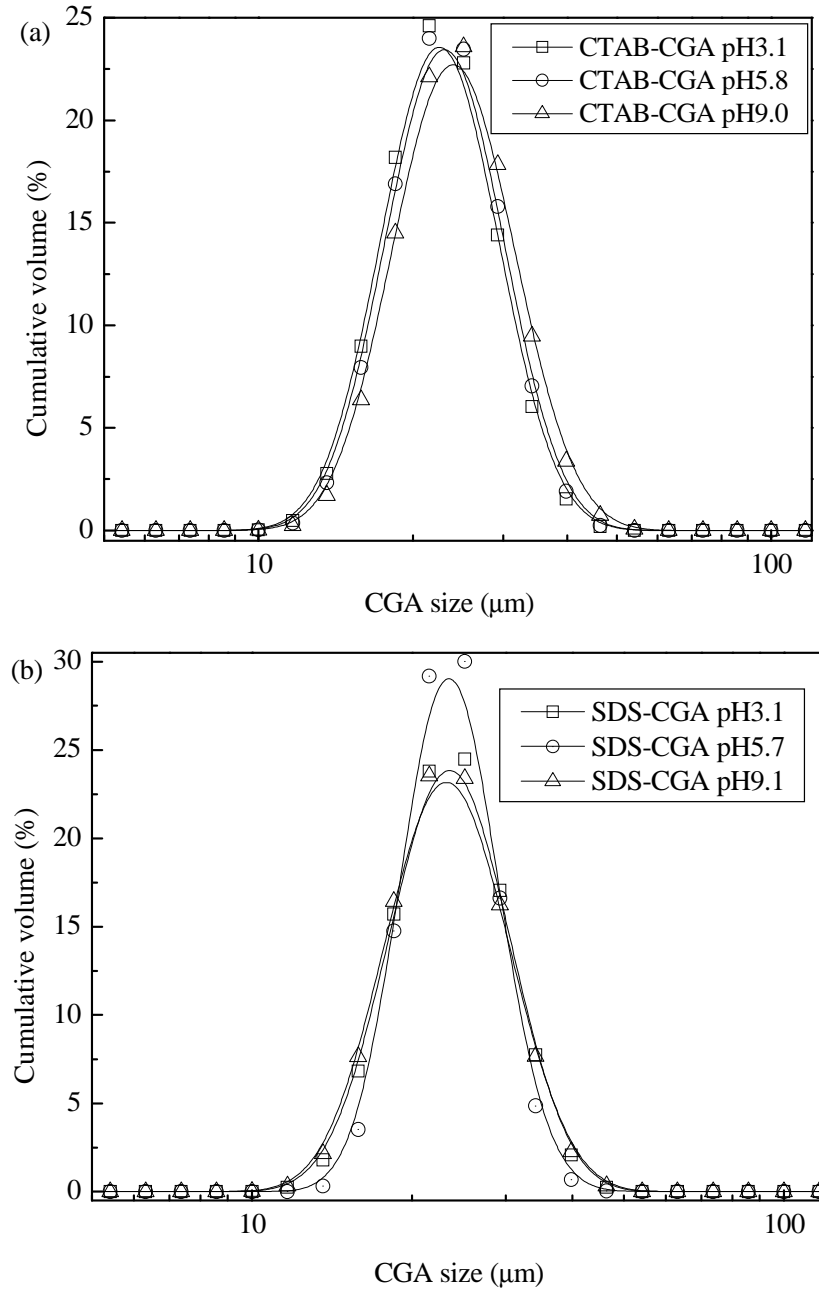 (a)
25
20
15
10
5
0
Cumulative volume (%)
CTAB-CGA pH3.1
CTAB-CGA pH5.8
CTAB-CGA pH9.0
10
100
CGA size (μm)
(b)
30
25
20
15
10
5
0
Cumulative volume (%)
SDS-CGA pH3.1
SDS-CGA pH5.7
SDS-CGA pH9.1
10
100
CGA size (μm)